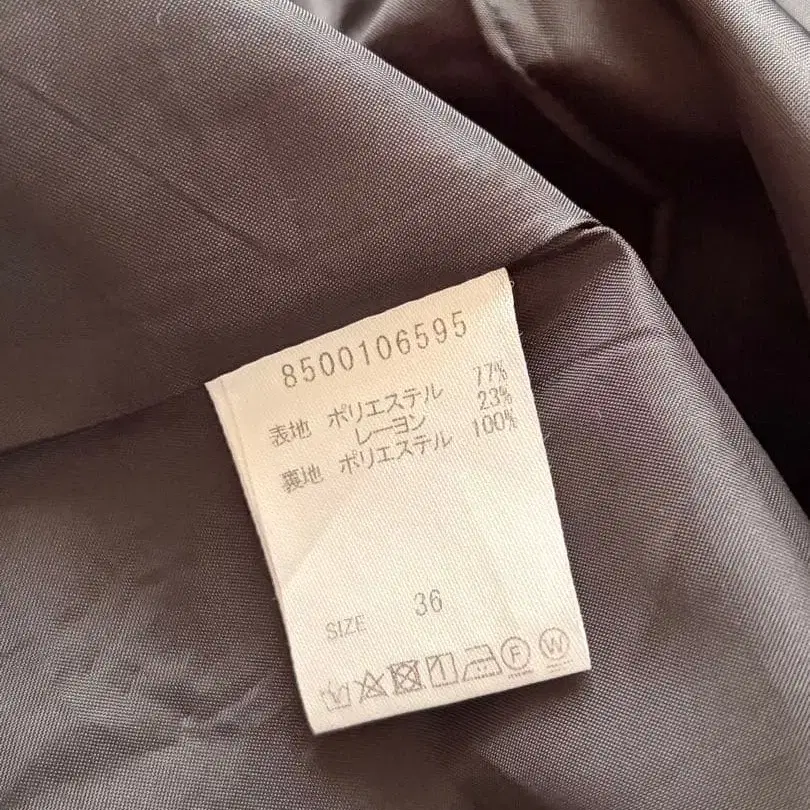 8500106595
表地 ポリエステル 77%
レーヨン 23%
裏地 ポリエステル 100%
SIZE 36
F
W